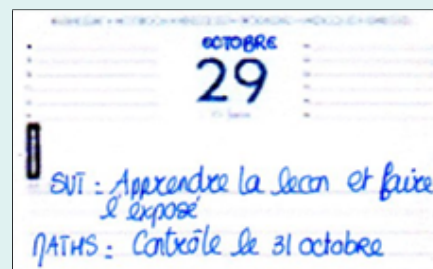 OCTOBRE
29
SVT : Apprendre la leçon et faire
l'exposé
MATHS : Contrôle le 31 octobre